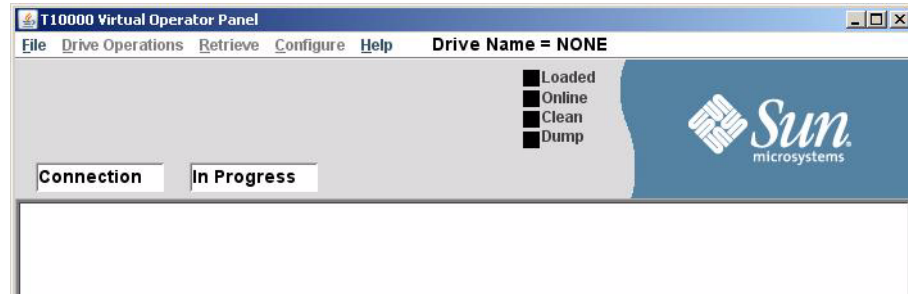 T10000 Virtual Operator Panel
File Drive Operations Retrieve Configure Help Drive Name = NONE
Loaded
Online
Clean
Dump
Sun
microsystems
Connection In Progress